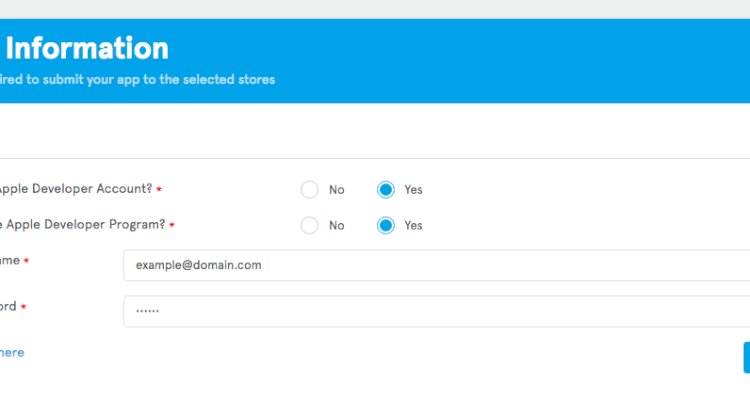 Information
ired to submit your app to the selected stores
Apple Developer Account? * No Yes
e Apple Developer Program? * No Yes
ame * example@domain.com
ord * ••••••
here